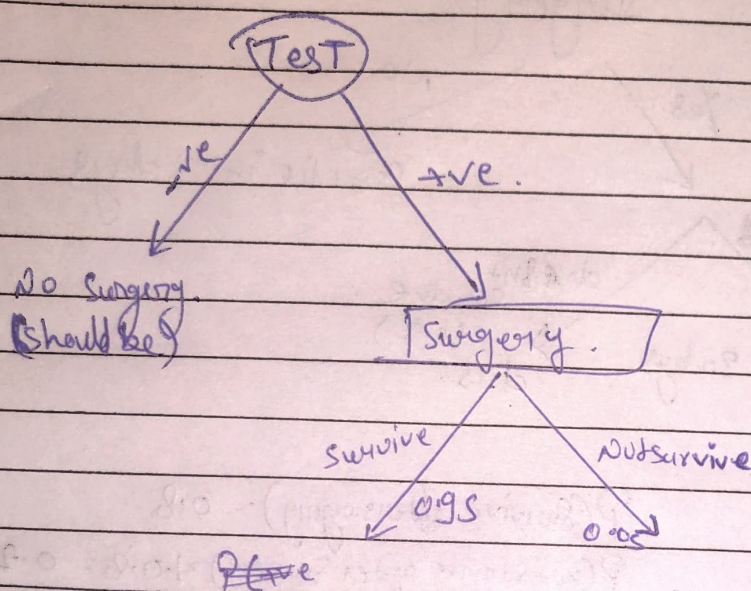 Test
-ve
+ve.
No surgery.
(should be)
Surgery.
Survive
Not survive
0.95
0.05